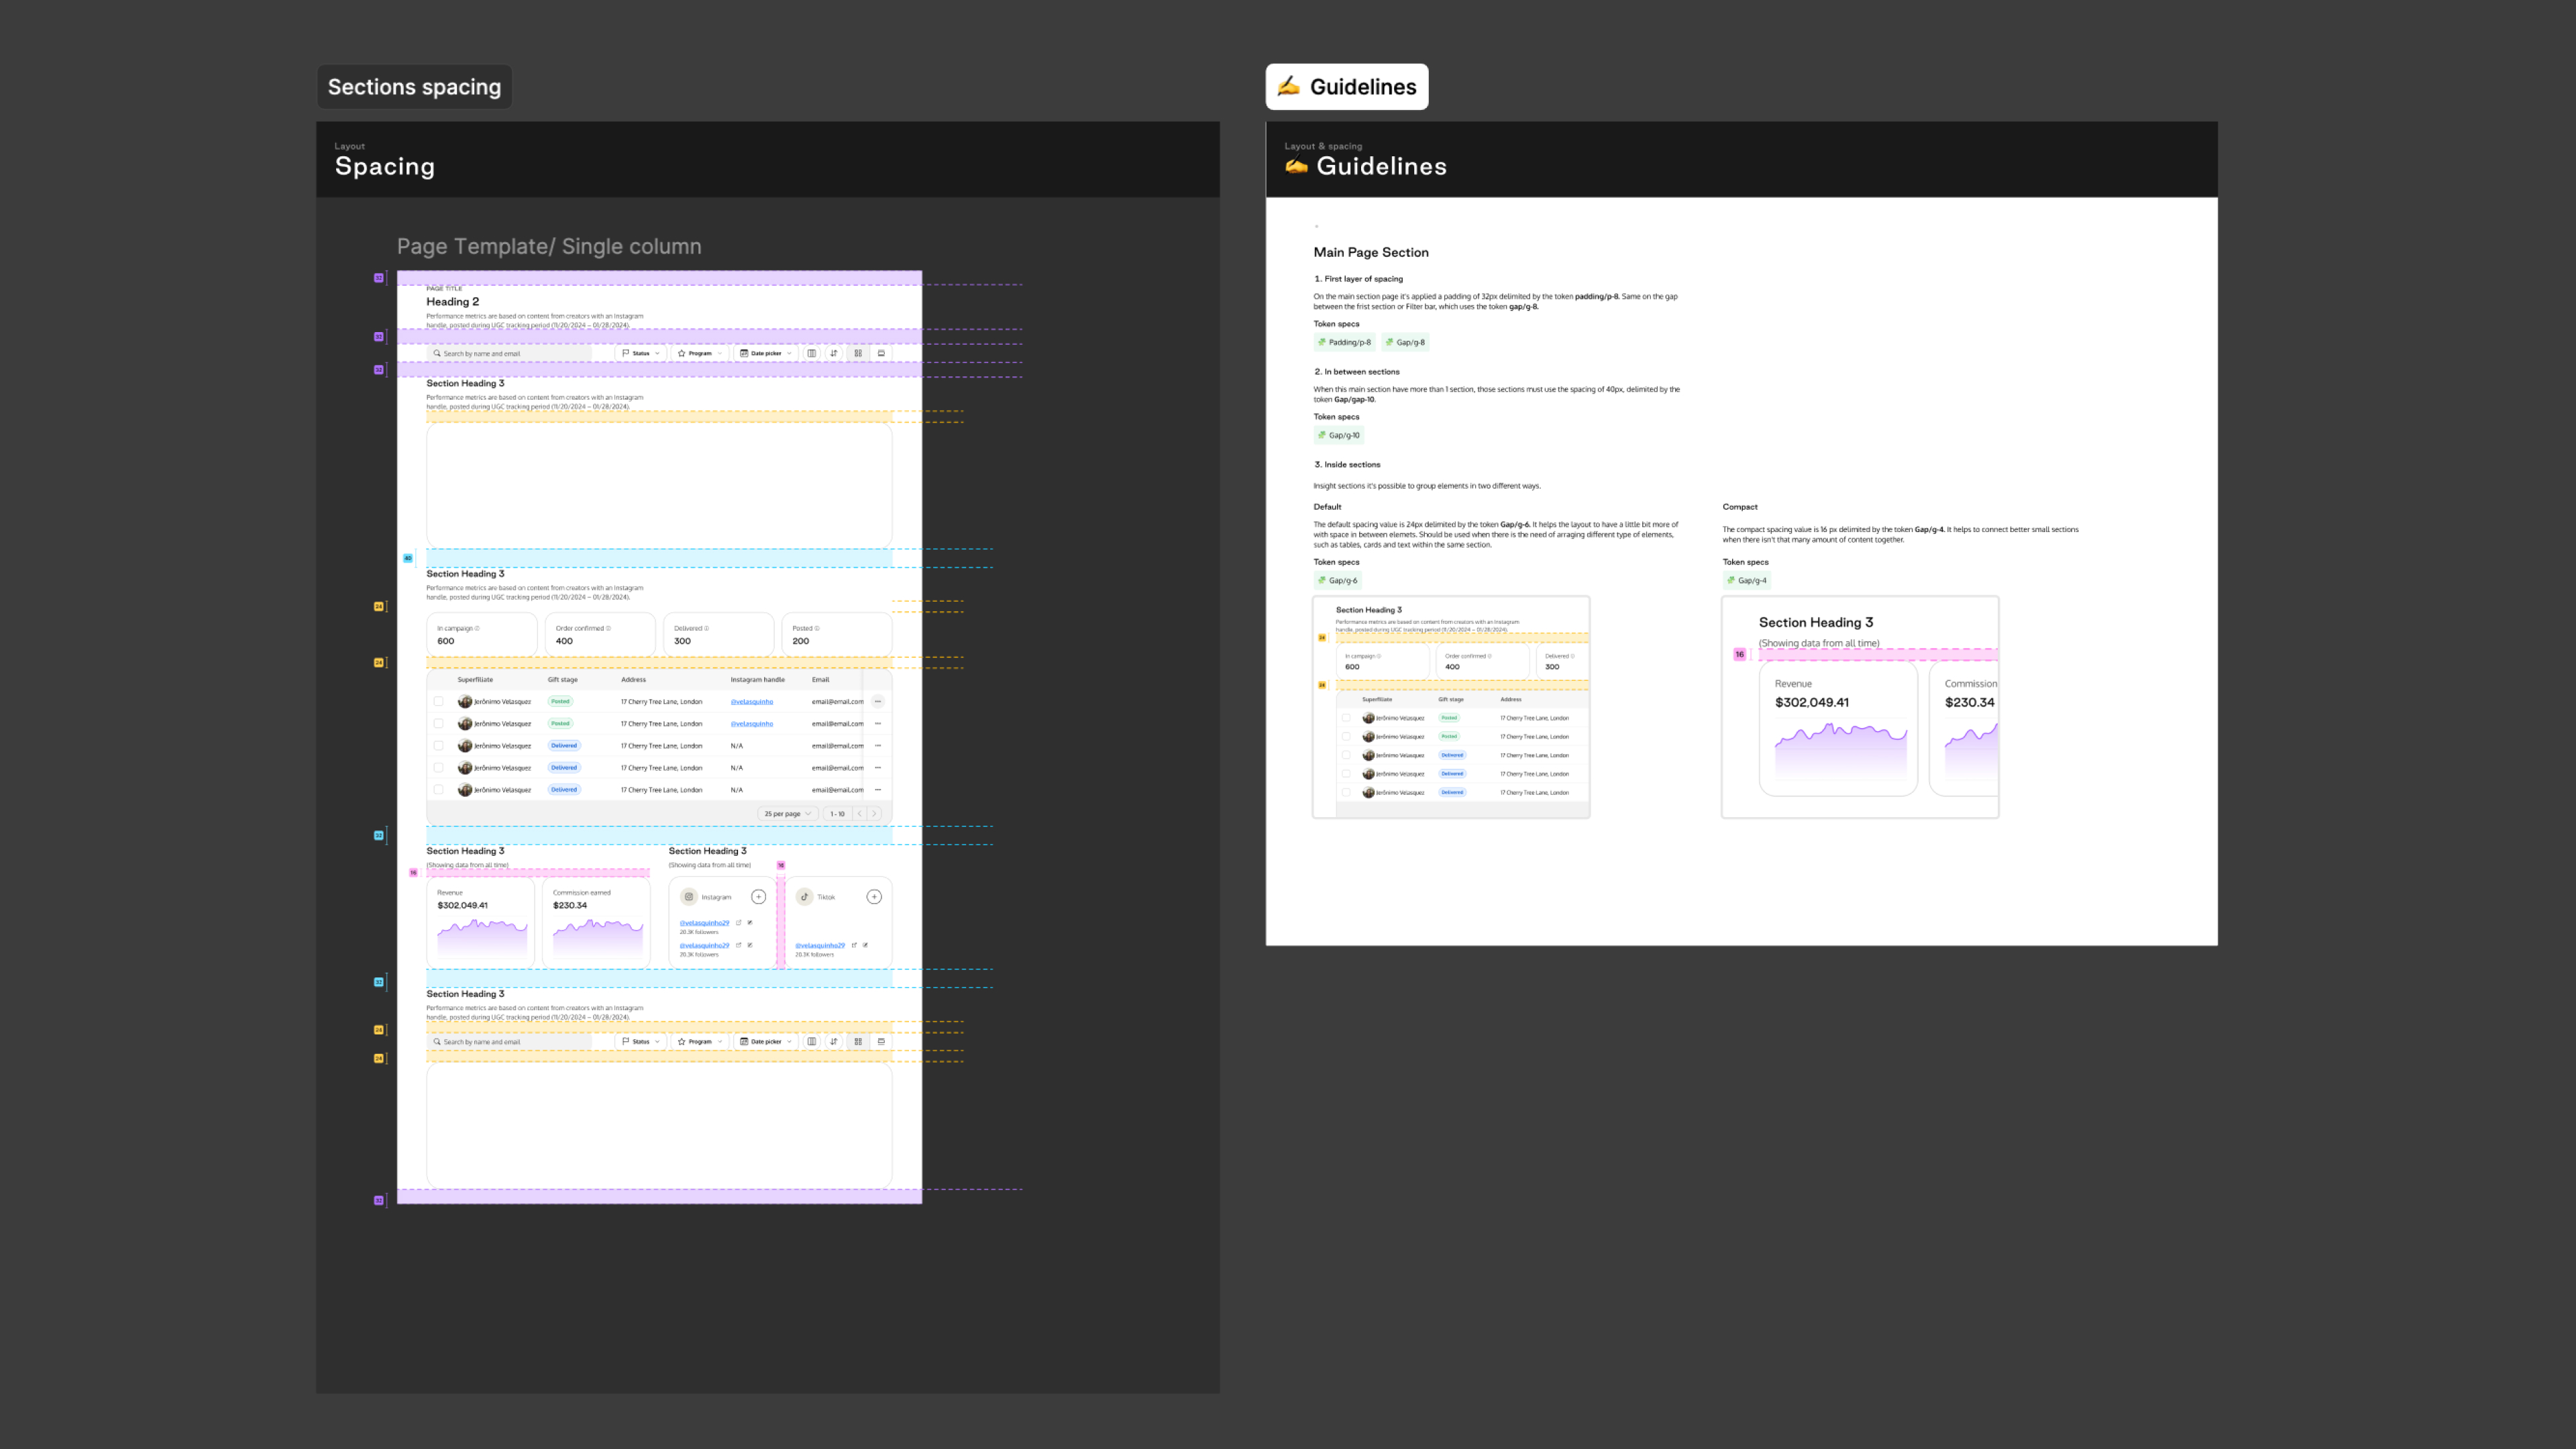 Sections spacing
Layout
Spacing
Page Template/ Single column
32
PAGE TITLE
Heading 2
Performance metrics are based on content from creators with an Instagram
handle, posted during UGC tracking period (11/20/2024 – 01/28/2024).
32
Search by name and email
Status
Program
Date picker
32
Section Heading 3
Performance metrics are based on content from creators with an Instagram
handle, posted during UGC tracking period (11/20/2024 – 01/28/2024).
40
Section Heading 3
Performance metrics are based on content from creators with an Instagram
handle, posted during UGC tracking period (11/20/2024 – 01/28/2024).
24
In campaign
Order confirmed
Delivered
Posted
600
400
300
200
24
Superfiliate Gift stage Address Instagram handle Email
Jerônimo Velasquez Posted 17 Cherry Tree Lane, London @velasquinho email@email.com
Jerônimo Velasquez Posted 17 Cherry Tree Lane, London @velasquinho email@email.com
Jerônimo Velasquez Delivered 17 Cherry Tree Lane, London N/A email@email.com
Jerônimo Velasquez Delivered 17 Cherry Tree Lane, London N/A email@email.com
Jerônimo Velasquez Delivered 17 Cherry Tree Lane, London N/A email@email.com
25 per page 1 - 10
Section Heading 3
(Showing data from all time)
16
Revenue
$302,049.41
Commission earned
$230.34
Section Heading 3
(Showing data from all time)
16
Instagram
@velasquinho29
20.3K followers
@velasquinho29
20.3K followers
Tiktok
@velasquinho29
20.3K followers
Section Heading 3
Performance metrics are based on content from creators with an Instagram
handle, posted during UGC tracking period (11/20/2024 – 01/28/2024).
24
Search by name and email
Status
Program
Date picker
24
32
✍️ Guidelines
Layout & spacing
✍️ Guidelines
Main Page Section
1. First layer of spacing
On the main section page it's applied a padding of 32px delimited by the token padding/p-8. Same on the gap
between the frist section or Filter bar, which uses the token gap/g-8.
Token specs
Padding/p-8
Gap/g-8
2. In between sections
When this main section have more than 1 section, those sections must use the spacing of 40px, delimited by the
token Gap/gap-10.
Token specs
Gap/g-10
3. Inside sections
Insight sections it's possible to group elements in two different ways.
Default
The default spacing value is 24px delimited by the token Gap/g-6. It helps the layout to have a little bit more of
with space in between elemets. Should be used when there is the need of arraging different type of elements,
such as tables, cards and text within the same section.
Token specs
Gap/g-6
Section Heading 3
Performance metrics are based on content from creators with an Instagram
handle, posted during UGC tracking period (11/20/2024 – 01/28/2024).
24
In campaign
Order confirmed
Delivered
600
400
300
24
Superfiliate Gift stage Address
Jerônimo Velasquez Posted 17 Cherry Tree Lane, London
Jerônimo Velasquez Posted 17 Cherry Tree Lane, London
Jerônimo Velasquez Delivered 17 Cherry Tree Lane, London
Jerônimo Velasquez Delivered 17 Cherry Tree Lane, London
Jerônimo Velasquez Delivered 17 Cherry Tree Lane, London
Compact
The compact spacing value is 16 px delimited by the token Gap/g-4. It helps to connect better small sections
when there isn't that many amount of content together.
Token specs
Gap/g-4
Section Heading 3
(Showing data from all time)
16
Revenue
$302,049.41
Commission
$230.34